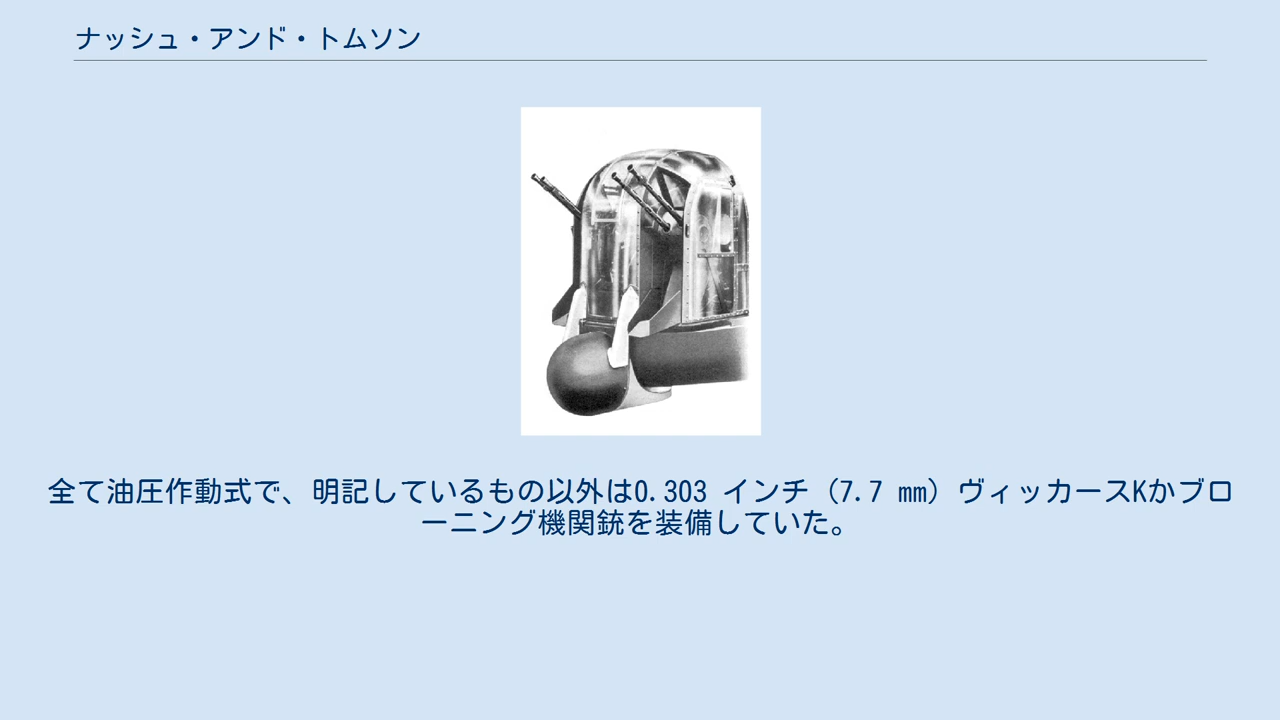 ナッシュ・アンド・トムソン
全て油圧作動式で、明記しているもの以外は0.303 インチ（7.7 mm）ヴィッカースKかブロ
ーニング機関銃を装備していた。